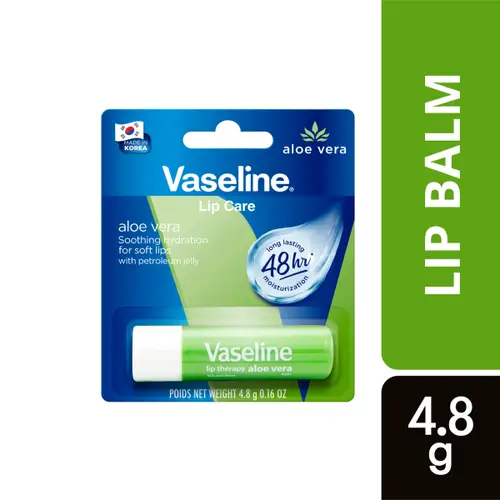 MADE IN
KOREA
aloe vera
Vaseline®
Lip Care
aloe vera
Soothing hydration
for soft lips
with petroleum jelly
long lasting
48hr
moisturization
Vaseline
lip therapy aloe vera
POIDS NET WEIGHT 4.8 g 0.16 OZ
LIP BALM
4.8
g